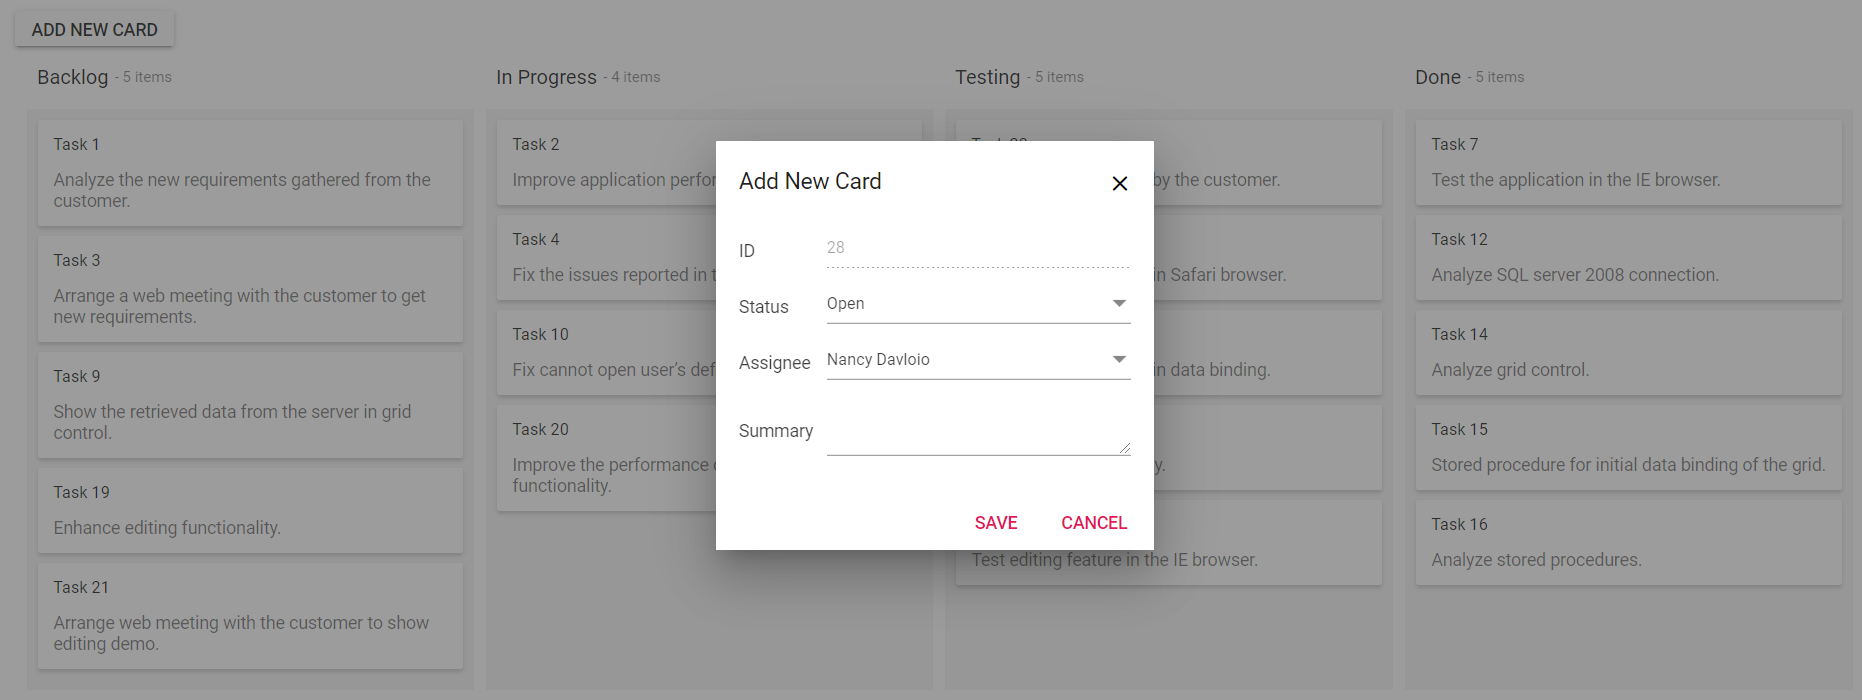 ADD NEW CARD
Backlog - 5 items
Task 1
Analyze the new requirements gathered from the
customer.
Task 3
Arrange a web meeting with the customer to get
new requirements.
Task 9
Show the retrieved data from the server in grid
control.
Task 19
Enhance editing functionality.
Task 21
Arrange web meeting with the customer to show
editing demo.
In Progress - 4 items
Task 2
Improve application
Task 4
Fix the issues reported in
Task 10
Fix cannot open user’s
Task 20
Improve the performance
functionality.
Add New Card
ID 28
Status Open
Assignee Nancy Davloio
Summary
SAVE CANCEL
Testing - 5 items
by the customer.
in Safari browser.
in data binding.
Test editing feature in the IE browser.
Done - 5 items
Task 7
Test the application in the IE browser.
Task 12
Analyze SQL server 2008 connection.
Task 14
Analyze grid control.
Task 15
Stored procedure for initial data binding of the grid.
Task 16
Analyze stored procedures.